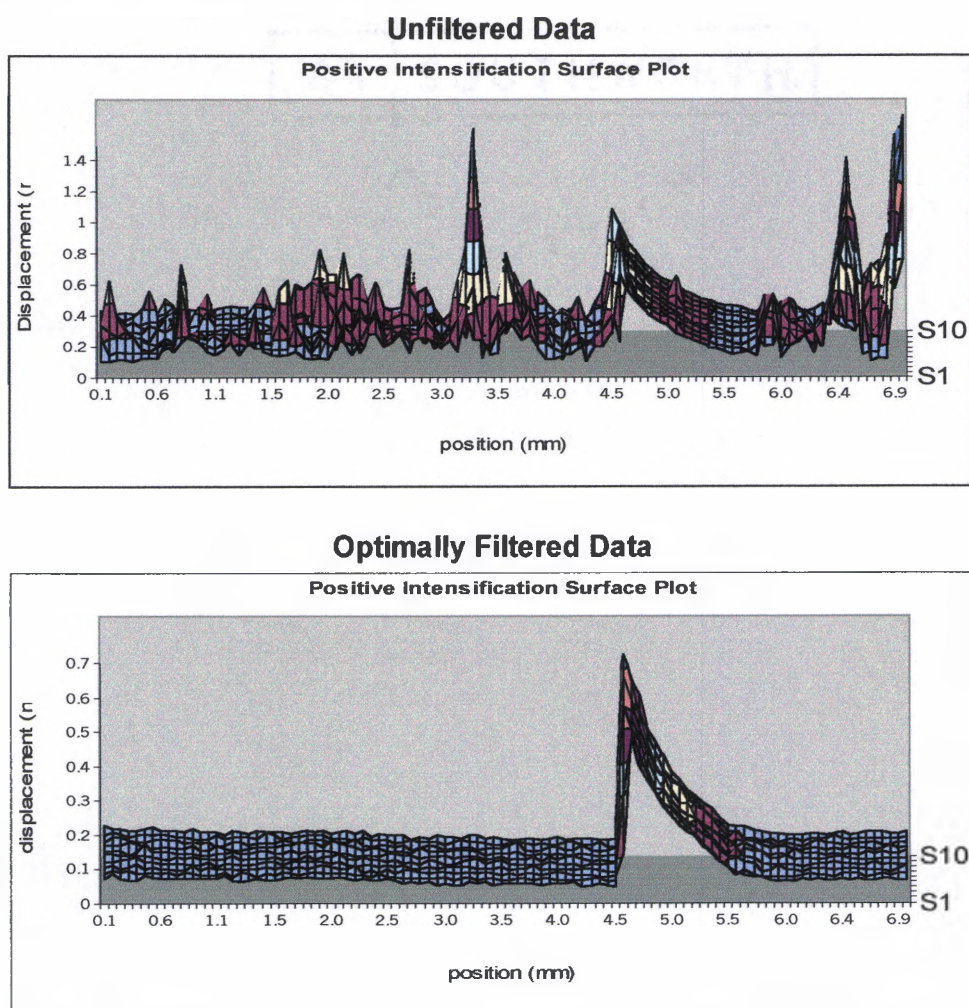 Unfiltered Data
Positive Intensification Surface Plot
Displacement (r
1.4
1.2
1
0.8
0.6
0.4
0.2
0
S10
S1
0.1 0.6 1.1 1.5 2.0 2.5 3.0 3.5 4.0 4.5 5.0 5.5 6.0 6.4 6.9
position (mm)
Optimally Filtered Data
Positive Intensification Surface Plot
displacement (n
0.7
0.6
0.5
0.4
0.3
0.2
0.1
0
S10
S1
0.1 0.6 1.1 1.5 2.0 2.5 3.0 3.5 4.0 4.5 5.0 5.5 6.0 6.4 6.9
position (mm)